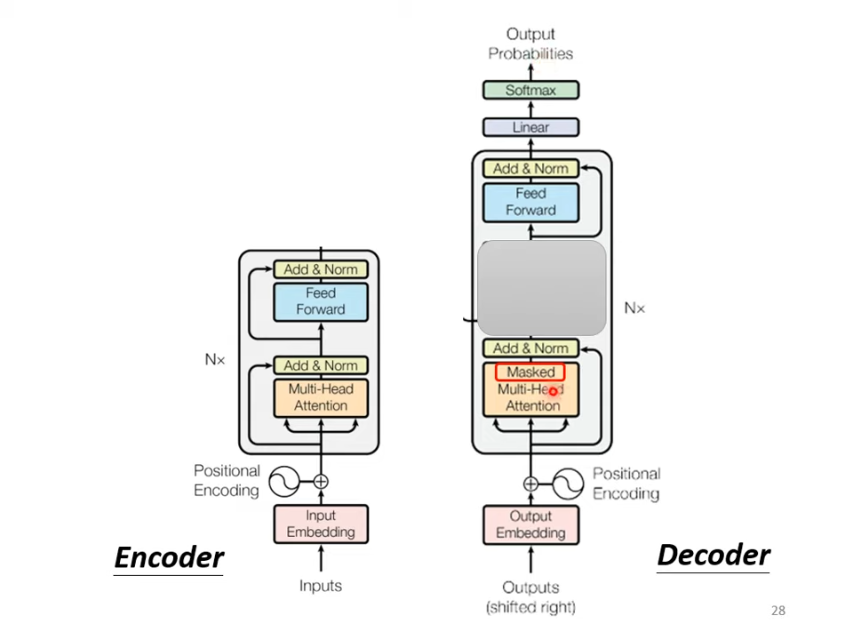 Output
Probabilities
Softmax
Linear
Add & Norm
Feed
Forward
Add & Norm
Masked
Multi-Head
Attention
Nx
Positional
Encoding
Output
Embedding
Outputs
(shifted right)
Decoder
Add & Norm
Feed
Forward
Add & Norm
Multi-Head
Attention
Nx
Positional
Encoding
Input
Embedding
Inputs
Encoder
28